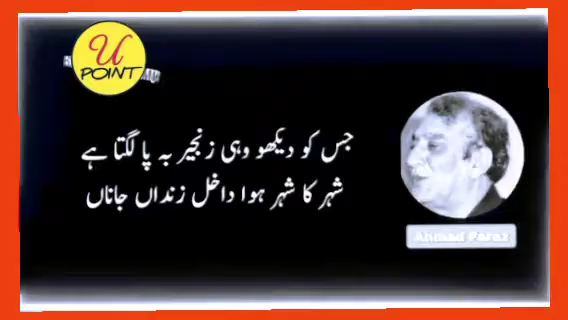 U
POINT
جس کو دیکھو وہی زنجیر بہ پا لگتا ہے
شہر کا شہر ہوا داخل زنداں جاناں
Ahmad Faraz